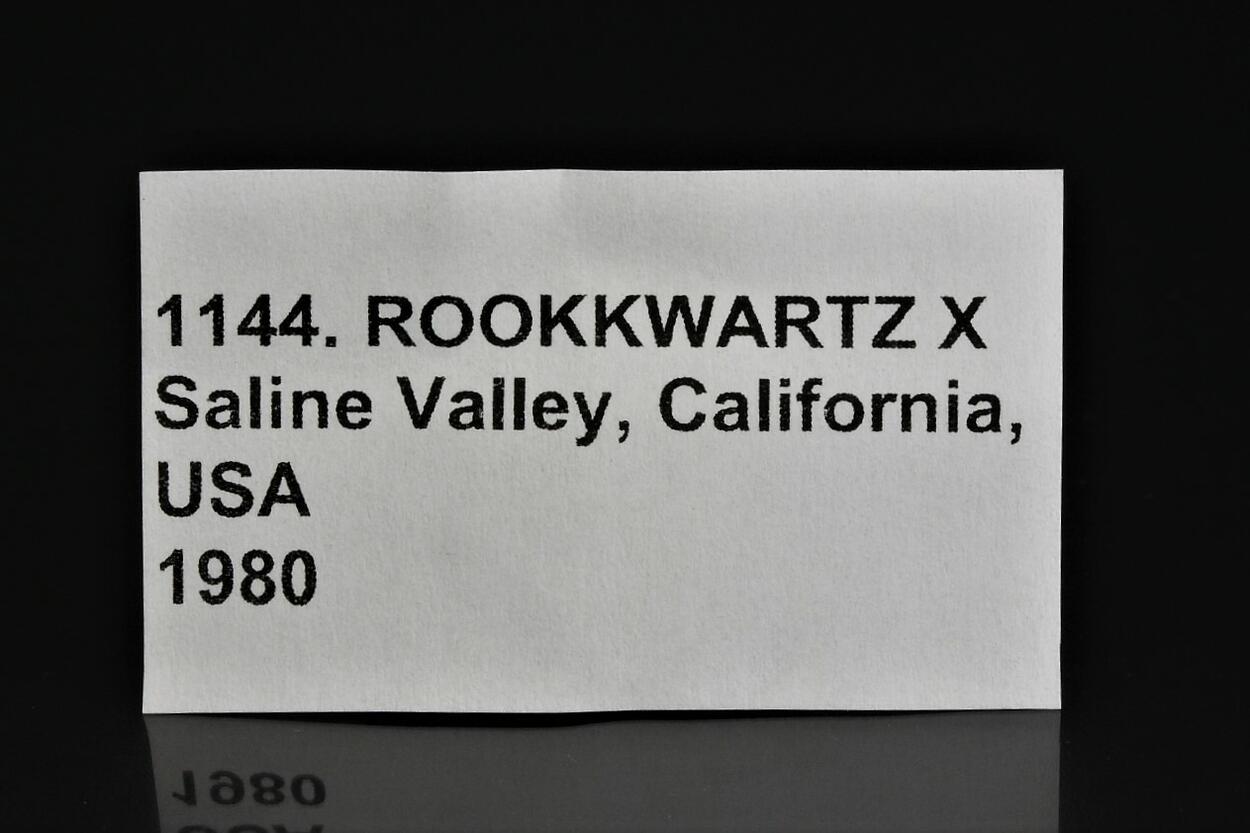 1144. ROOKKWARTZ X
Saline Valley, California,
USA
1980